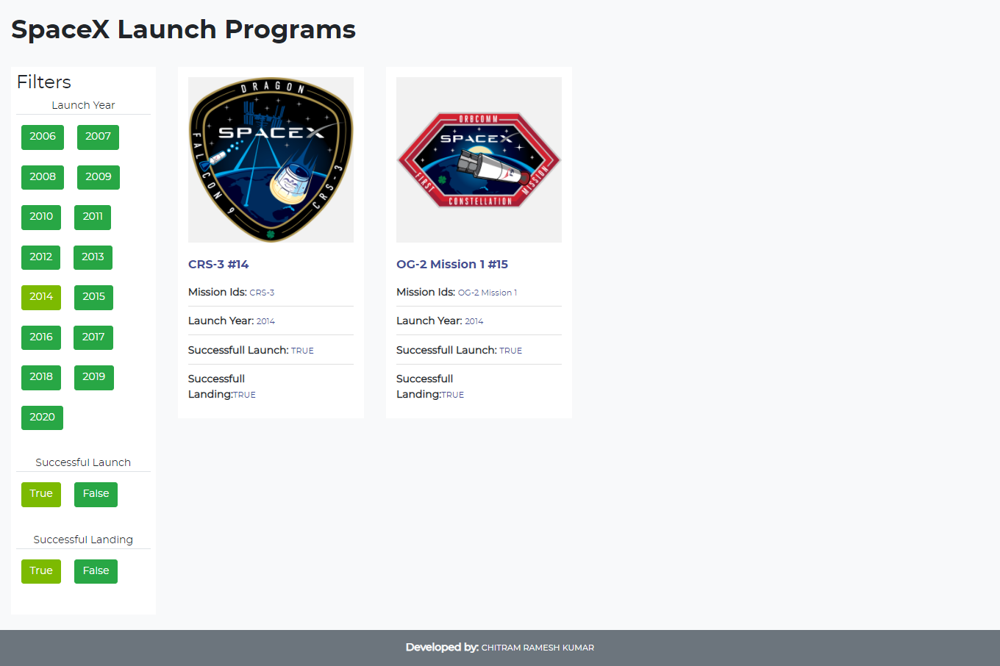 SpaceX Launch Programs
Filters
Launch Year
2006 2007
2008 2009
2010 2011
2012 2013
2014 2015
2016 2017
2018 2019
2020
Successful Launch
True False
Successful Landing
True False
DRAGON
SPACEX
FALCON 9
CRS-3
CRS-3 #14
Mission Ids: CRS-3
Launch Year: 2014
Successfull Launch: TRUE
Successfull
Landing:TRUE
ORBCOMM
SPACEX
FIRST
CONSTELLATION
MISSION
OG-2 Mission 1 #15
Mission Ids: OG-2 Mission 1
Launch Year: 2014
Successfull Launch: TRUE
Successfull
Landing:TRUE
Developed by: CHITRAM RAMESH KUMAR